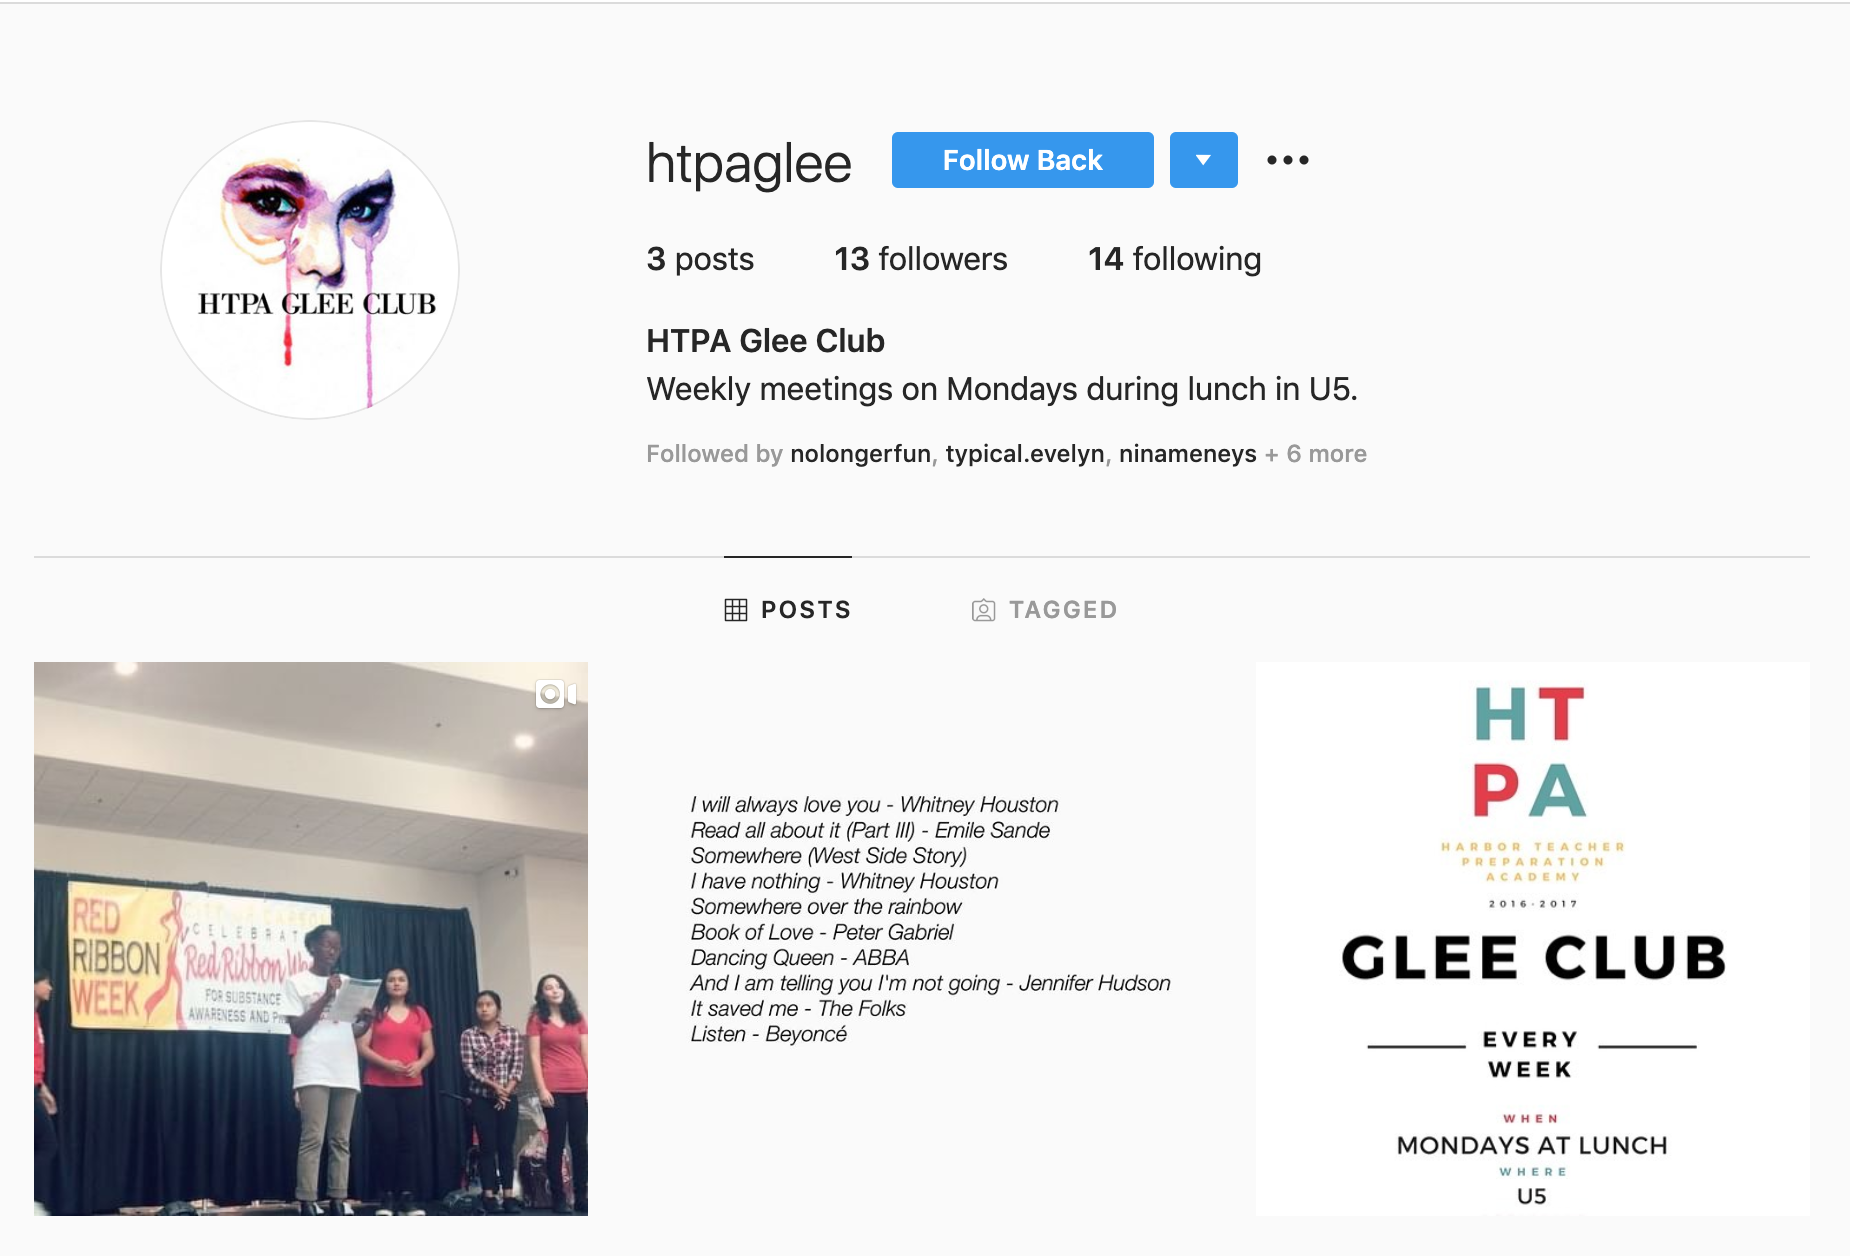 HTPA GLEE CLUB
htpaglee
Follow Back
3 posts 13 followers 14 following
HTPA Glee Club
Weekly meetings on Mondays during lunch in U5.
Followed by nolongerfun, typical.evelyn, ninameneys + 6 more
POSTS
TAGGED
RED
RIBBON
WEEK
CELEBRAT
Red Ribbon
FOR SUBSTANCE
AWARENESS AND
I will always love you - Whitney Houston
Read all about it (Part III) - Emile Sande
Somewhere (West Side Story)
I have nothing - Whitney Houston
Somewhere over the rainbow
Book of Love - Peter Gabriel
Dancing Queen - ABBA
And I am telling you I'm not going - Jennifer Hudson
It saved me - The Folks
Listen - Beyoncé
HT
PA
HARBOR TEACHER
PREPARATION
ACADEMY
2016-2017
GLEE CLUB
EVERY
WEEK
WHEN
MONDAYS AT LUNCH
WHERE
U5